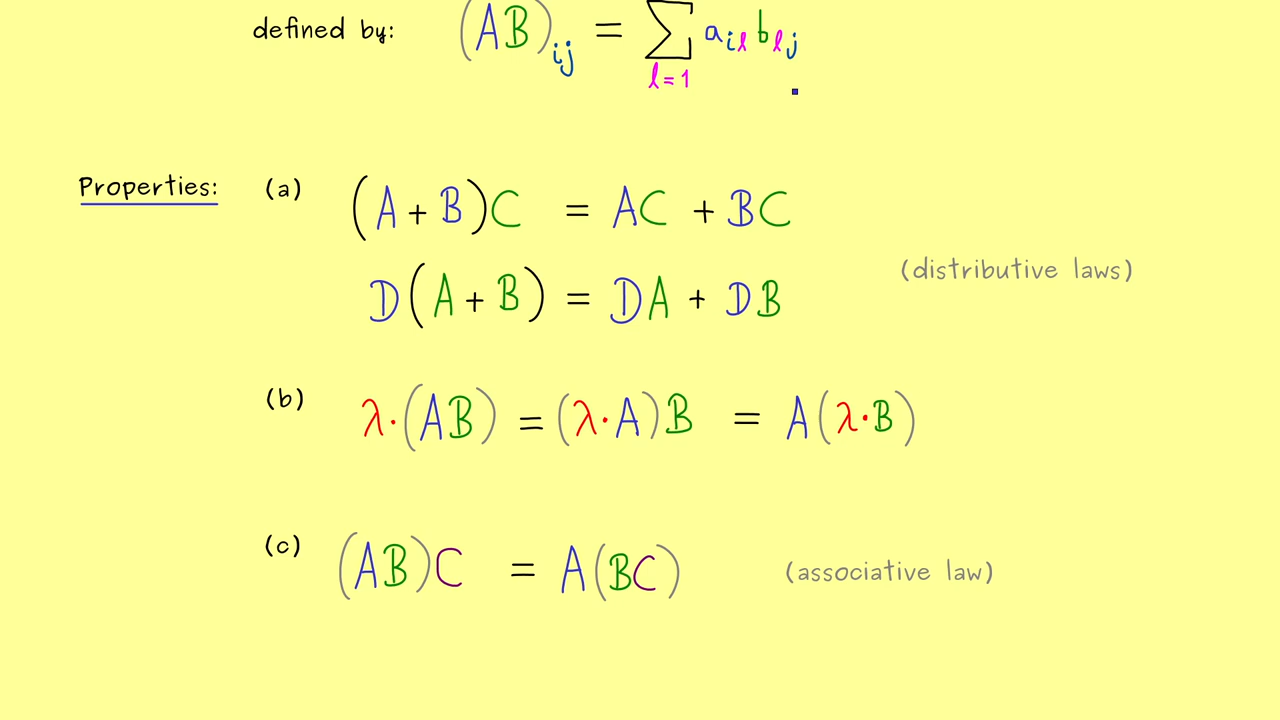 defined by: (AB)ij = ∑ l=1 ail blj
Properties: (a) (A + B)C = AC + BC
(distributive laws)
D(A + B) = DA + DB
(b) λ·(AB) = (λ·A)B = A(λ·B)
(c) (AB)C = A(BC) (associative law)